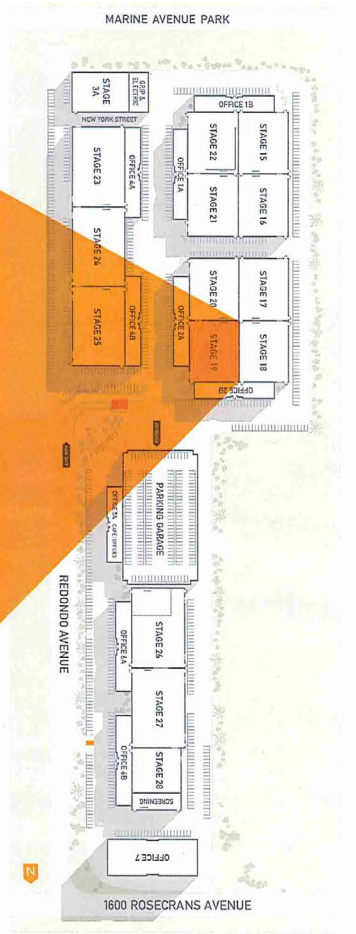 MARINE AVENUE PARK
STAGE
3A
GRIP &
ELECTRIC
NEW YORK STREET
OFFICE 1B
STAGE 23
OFFICE 4A
OFFICE 1A
STAGE
22
STAGE 15
STAGE
21
STAGE 16
STAGE 24
STAGE 25
OFFICE 4B
STAGE
20
STAGE 17
OFFICE 2A
STAGE
19
STAGE 18
OFFICE 2B
PARKING GARAGE
OFFICE 5A
CAFE OFFICES
REDONDO AVENUE
STAGE 26
OFFICE 6A
STAGE 27
OFFICE 6B
STAGE 28
SCREENING
OFFICE 7
N
1600 ROSECRANS AVENUE